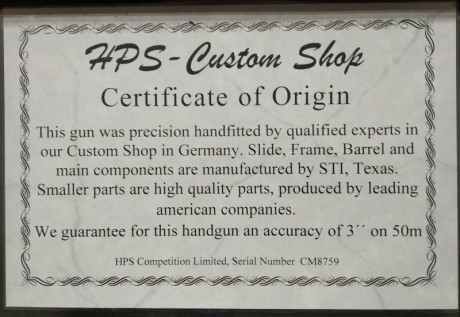 HPS-Custom Shop
Certificate of Origin
This gun was precision handfitted by qualified experts in
our Custom Shop in Germany. Slide, Frame, Barrel and
main components are manufactured by STI, Texas.
Smaller parts are high quality parts, produced by leading
american companies.
We guarantee for this handgun an accuracy of 3´´ on 50m
HPS Competition Limited, Serial Number CM8759